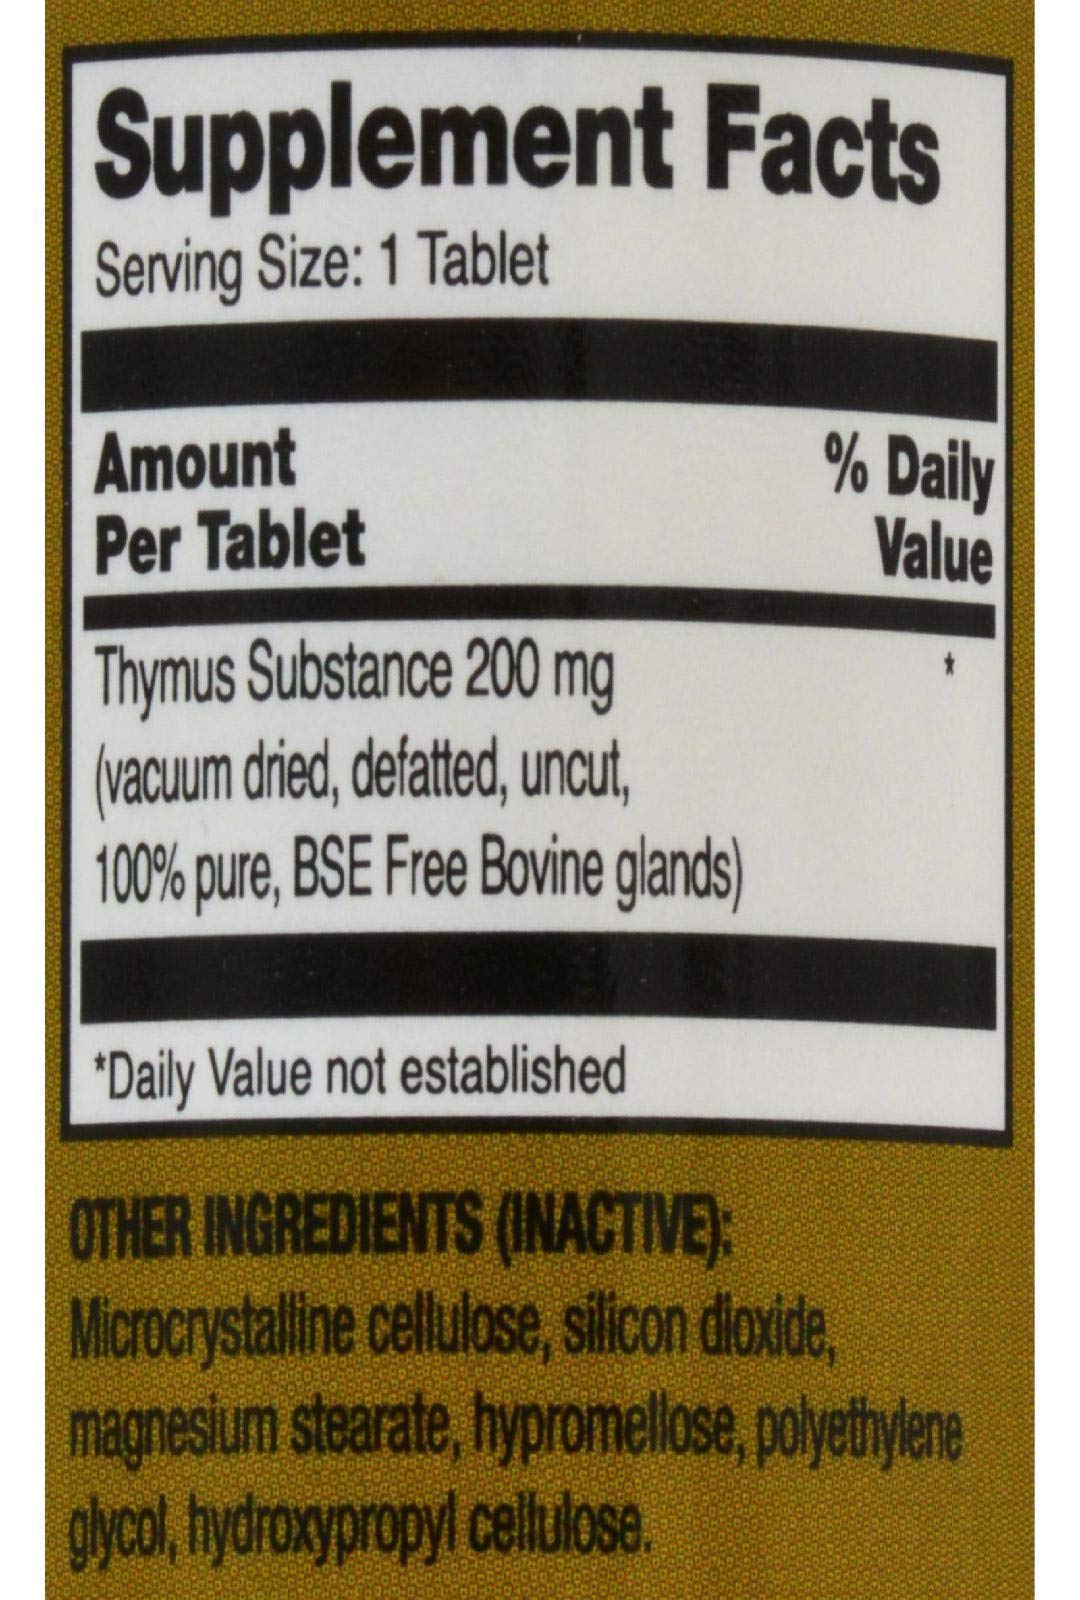 Supplement Facts
Serving Size: 1 Tablet
Amount
Per Tablet
% Daily
Value
Thymus Substance 200 mg *
(vacuum dried, defatted, uncut,
100% pure, BSE Free Bovine glands)
*Daily Value not established
OTHER INGREDIENTS (INACTIVE):
Microcrystalline cellulose, silicon dioxide,
magnesium stearate, hypromellose, polyethylene
glycol, hydroxypropyl cellulose.